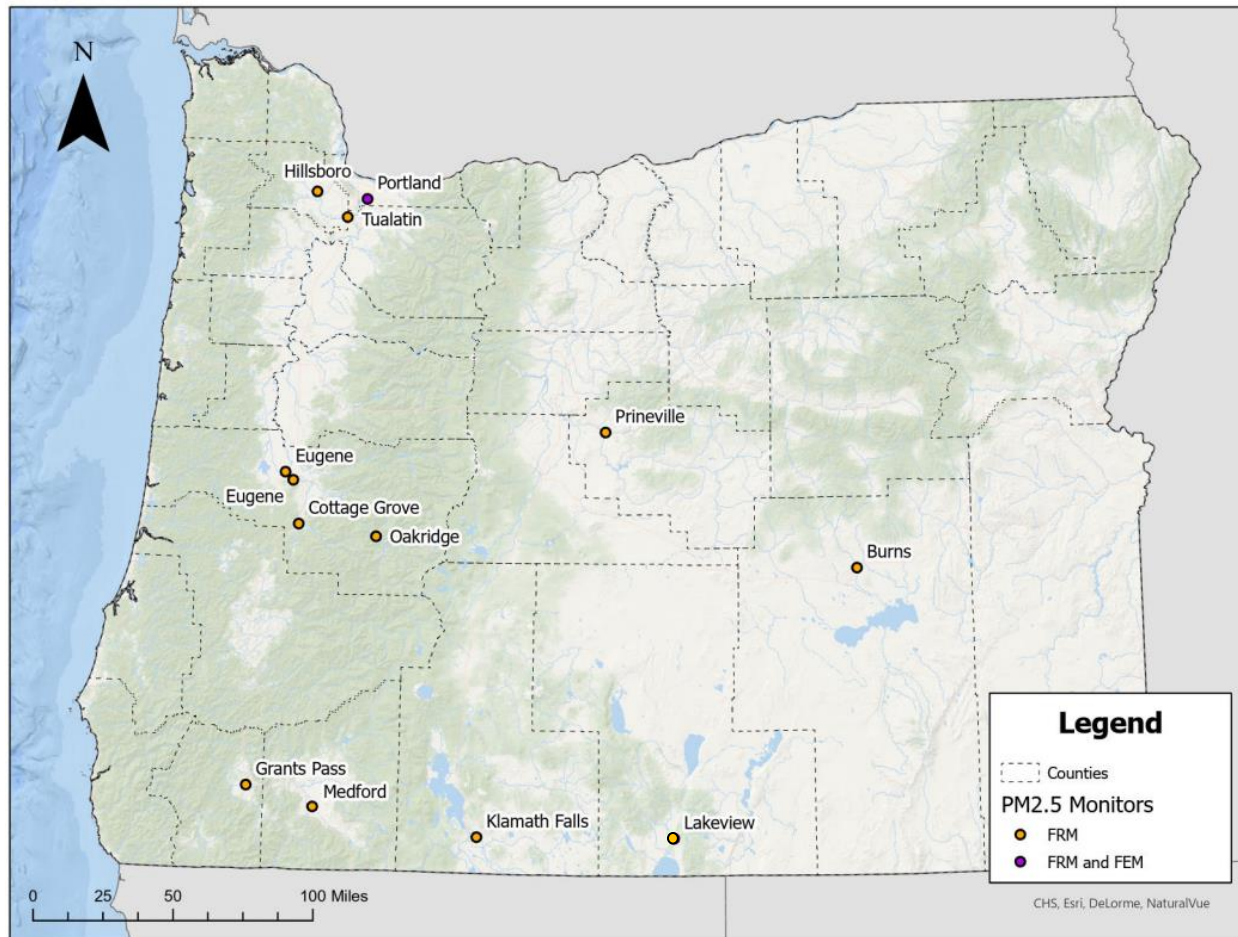 N
Hillsboro
Portland
Tualatin
Prineville
Eugene
Eugene
Cottage Grove
Oakridge
Burns
Grants Pass
Medford
Klamath Falls
Lakeview
Legend
Counties
PM2.5 Monitors
FRM
FRM and FEM
0 25 50 100 Miles
CHS, Esri, DeLorme, NaturalVue